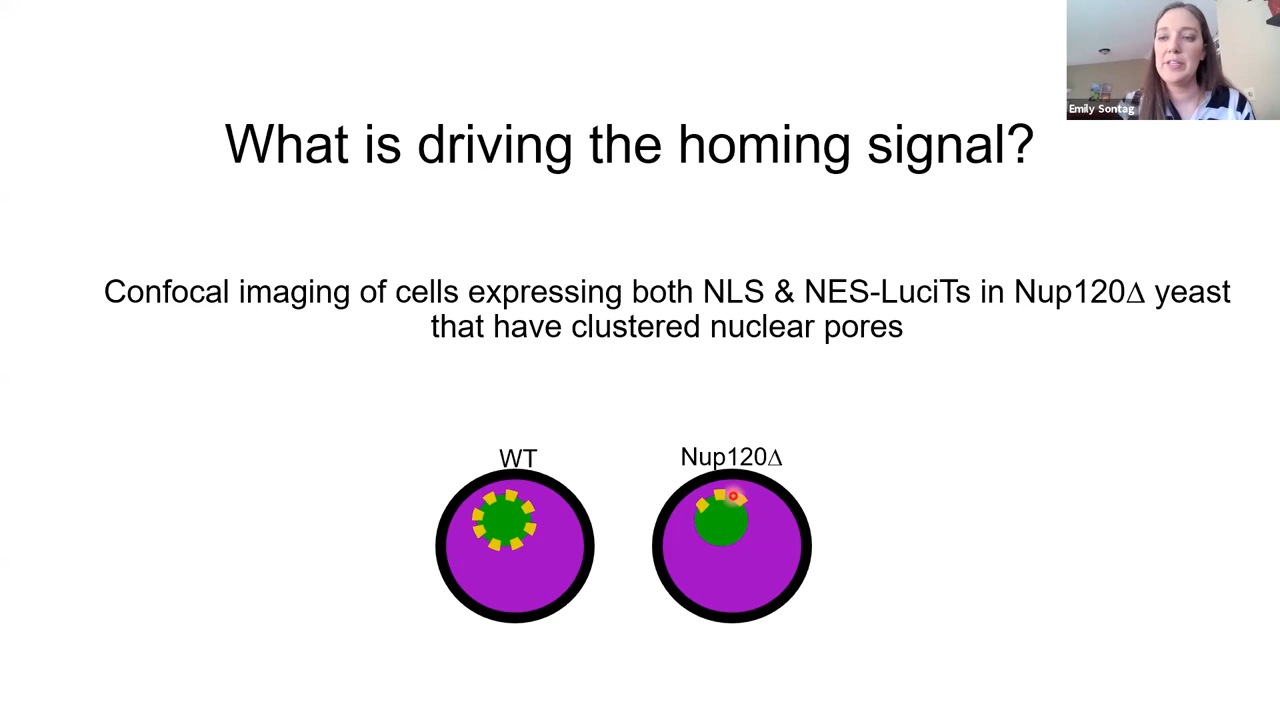 Emily Sontag
What is driving the homing signal?
Confocal imaging of cells expressing both NLS & NES-LuciTs in Nup120Δ yeast
that have clustered nuclear pores
WT
Nup120Δ